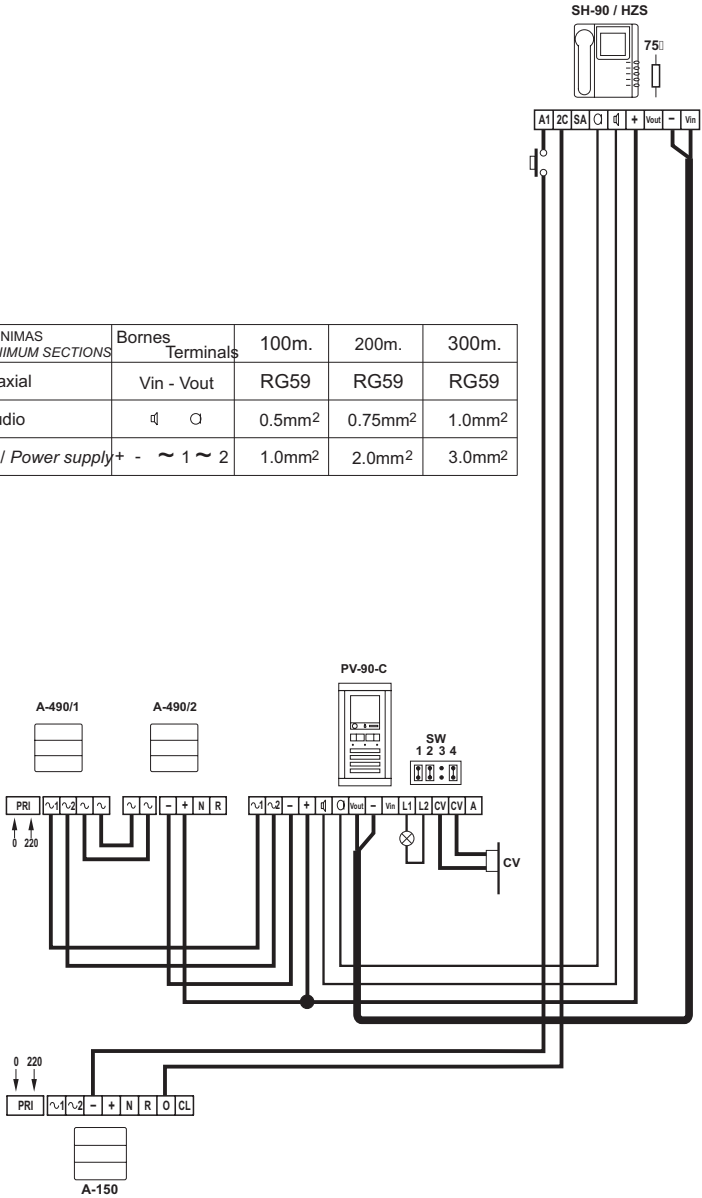 SH-90 / HZS
75▯
A1 2C SA + Vout – Vin
NIMAS
IIMUM SECTIONS
Bornes
Terminals
100m. 200m. 300m.
axial Vin - Vout RG59 RG59 RG59
udio 0.5mm² 0.75mm² 1.0mm²
/ Power supply + - ~ 1 ~ 2 1.0mm² 2.0mm² 3.0mm²
PV-90-C
A-490/1 A-490/2
SW
1 2 3 4
PRI ~1 ~2 ~ ~ ~ ~ – + N R ~1 ~2 – + Vout – Vin L1 L2 CV CV A
0 220
CV
0 220
PRI ~1 ~2 – + N R O CL
A-150